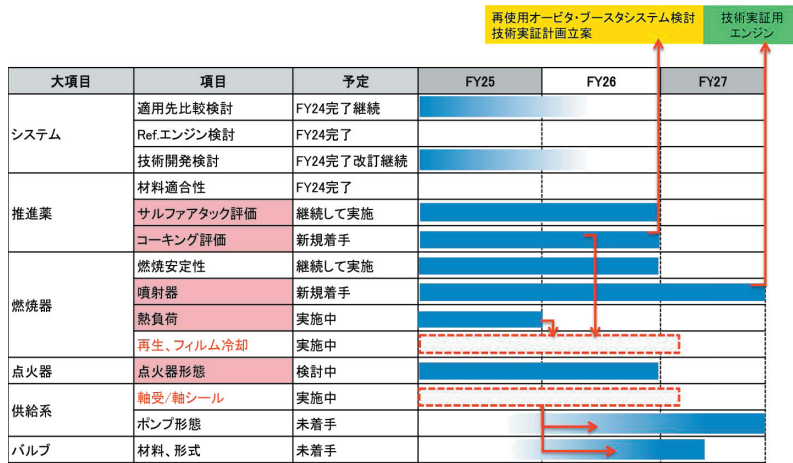 再使用オービタ・ブースタシステム検討
技術実証計画立案
技術実証用
エンジン
大項目 項目 予定 FY25 FY26 FY27
システム
適用先比較検討 FY24完了継続
Ref.エンジン検討 FY24完了
技術開発検討 FY24完了改訂継続
推進薬
材料適合性 FY24完了
サルファアタック評価 継続して実施
コーキング評価 新規着手
燃焼器
燃焼安定性 継続して実施
噴射器 新規着手
熱負荷 実施中
再生、フィルム冷却 実施中
点火器 点火器形態 検討中
供給系
軸受/軸シール 実施中
ポンプ形態 未着手
バルブ 材料、形式 未着手